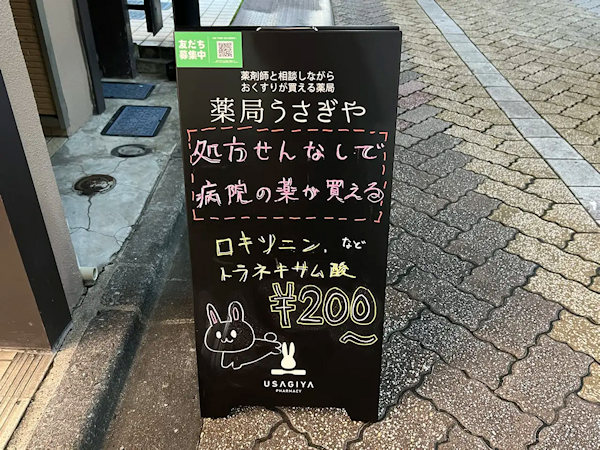 友だち
募集中
薬剤師と相談しながら
おくすりが買える薬局
薬局うさぎや
処方せんなしで
病院の薬が買える
ロキソニン, など
トラネキサム酸
¥200
～
USAGIYA
PHARMACY